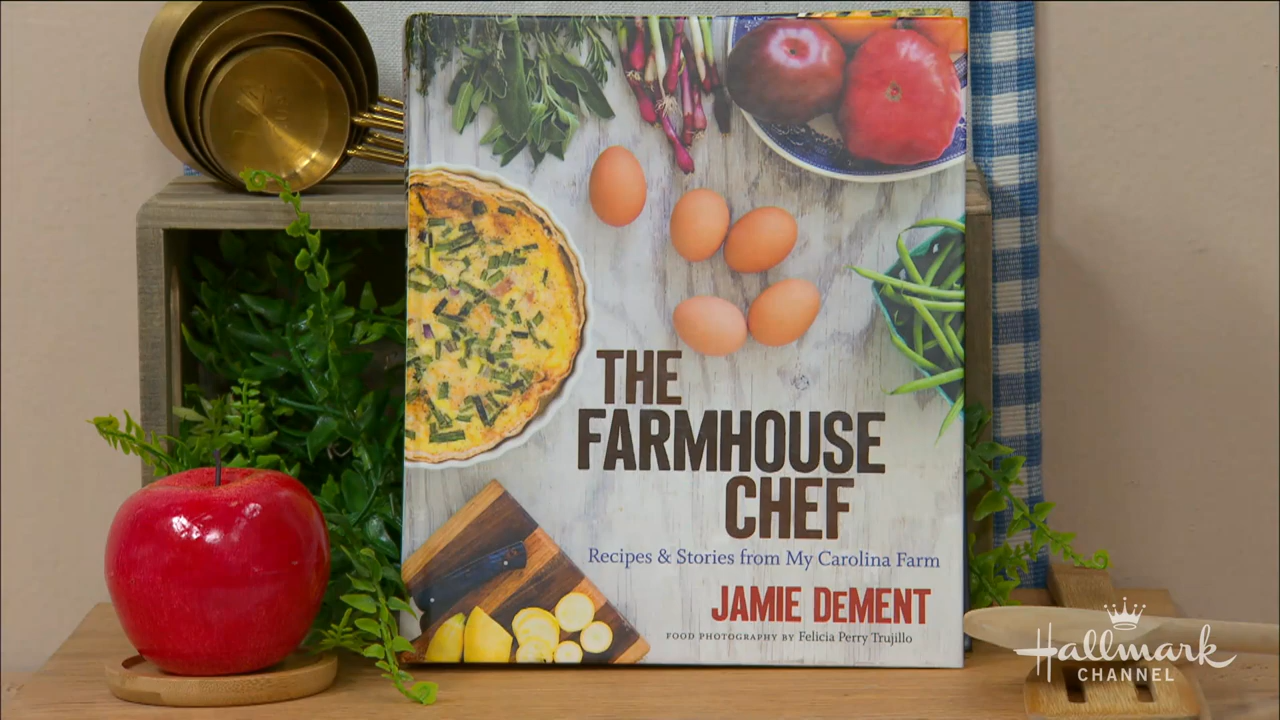 THE
FARMHOUSE
CHEF
Recipes & Stories from My Carolina Farm
JAMIE DEMENT
FOOD PHOTOGRAPHY BY Felicia Perry Trujillo
Hallmark
CHANNEL